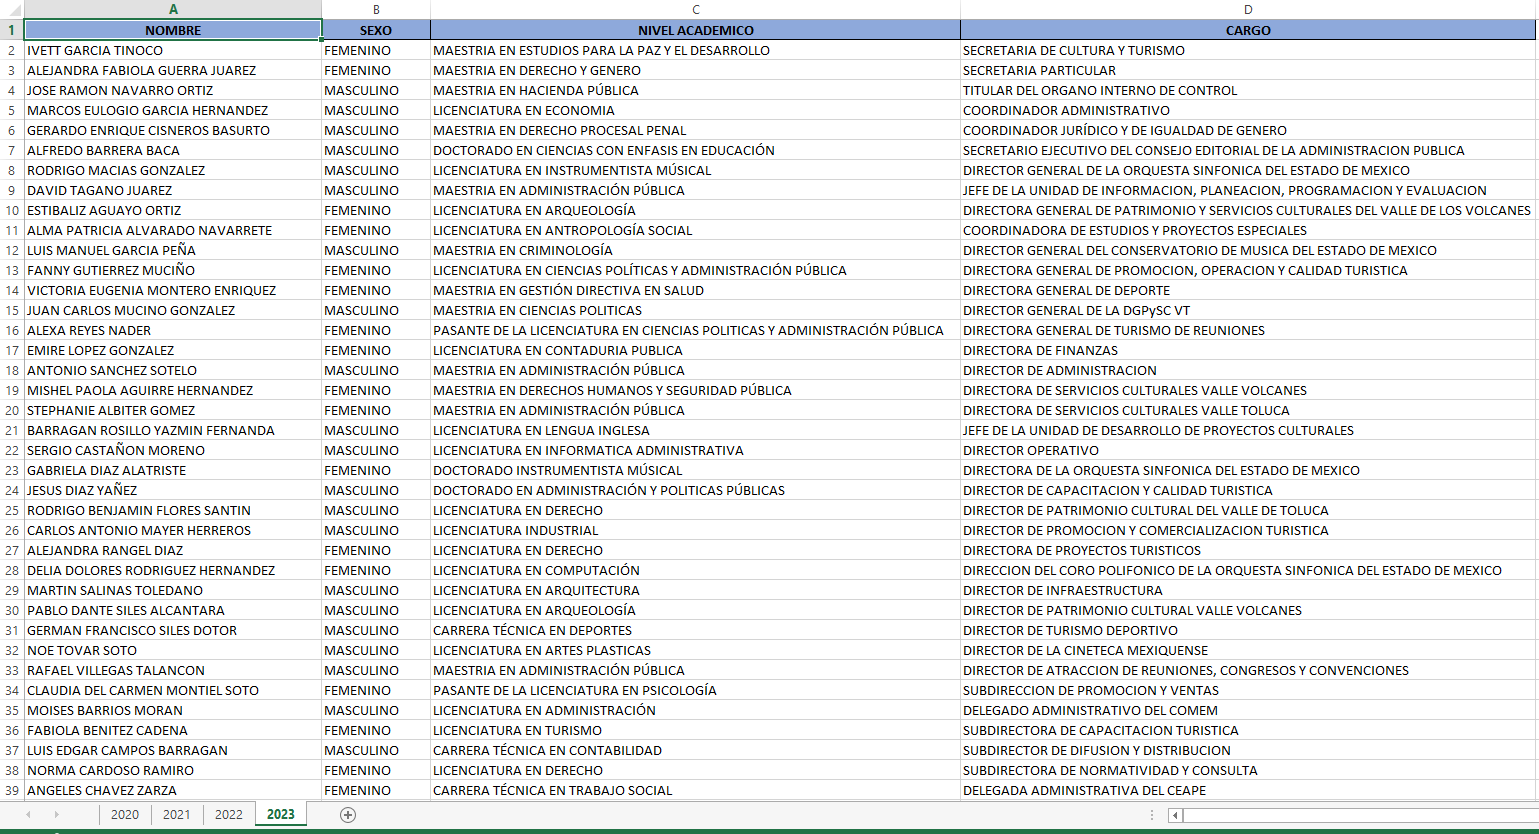 A B C D
1 NOMBRE SEXO NIVEL ACADEMICO CARGO
2 IVETT GARCIA TINOCO FEMENINO MAESTRIA EN ESTUDIOS PARA LA PAZ Y EL DESARROLLO SECRETARIA DE CULTURA Y TURISMO
3 ALEJANDRA FABIOLA GUERRA JUAREZ FEMENINO MAESTRIA EN DERECHO Y GENERO SECRETARIA PARTICULAR
4 JOSE RAMON NAVARRO ORTIZ MASCULINO MAESTRIA EN HACIENDA PÚBLICA TITULAR DEL ORGANO INTERNO DE CONTROL
5 MARCOS EULOGIO GARCIA HERNANDEZ MASCULINO LICENCIATURA EN ECONOMIA COORDINADOR ADMINISTRATIVO
6 GERARDO ENRIQUE CISNEROS BASURTO MASCULINO MAESTRIA EN DERECHO PROCESAL PENAL COORDINADOR JURÍDICO Y DE IGUALDAD DE GENERO
7 ALFREDO BARRERA BACA MASCULINO DOCTORADO EN CIENCIAS CON ENFASIS EN EDUCACIÓN SECRETARIO EJECUTIVO DEL CONSEJO EDITORIAL DE LA ADMINISTRACION PUBLICA
8 RODRIGO MACIAS GONZALEZ MASCULINO LICENCIATURA EN INSTRUMENTISTA MÚSICAL DIRECTOR GENERAL DE LA ORQUESTA SINFONICA DEL ESTADO DE MEXICO
9 DAVID TAGANO JUAREZ MASCULINO MAESTRIA EN ADMINISTRACIÓN PÚBLICA JEFE DE LA UNIDAD DE INFORMACION, PLANEACION, PROGRAMACION Y EVALUACION
10 ESTIBALIZ AGUAYO ORTIZ FEMENINO LICENCIATURA EN ARQUEOLOGÍA DIRECTORA GENERAL DE PATRIMONIO Y SERVICIOS CULTURALES DEL VALLE DE LOS VOLCANES
11 ALMA PATRICIA ALVARADO NAVARRETE FEMENINO LICENCIATURA EN ANTROPOLOGÍA SOCIAL COORDINADORA DE ESTUDIOS Y PROYECTOS ESPECIALES
12 LUIS MANUEL GARCIA PEÑA MASCULINO MAESTRIA EN CRIMINOLOGÍA DIRECTOR GENERAL DEL CONSERVATORIO DE MUSICA DEL ESTADO DE MEXICO
13 FANNY GUTIERREZ MUCIÑO FEMENINO LICENCIATURA EN CIENCIAS POLÍTICAS Y ADMINISTRACIÓN PÚBLICA DIRECTORA GENERAL DE PROMOCION, OPERACION Y CALIDAD TURISTICA
14 VICTORIA EUGENIA MONTERO ENRIQUEZ FEMENINO MAESTRIA EN GESTIÓN DIRECTIVA EN SALUD DIRECTORA GENERAL DE DEPORTE
15 JUAN CARLOS MUCINO GONZALEZ MASCULINO MAESTRIA EN CIENCIAS POLITICAS DIRECTOR GENERAL DE LA DGPySC VT
16 ALEXA REYES NADER FEMENINO PASANTE DE LA LICENCIATURA EN CIENCIAS POLITICAS Y ADMINISTRACIÓN PÚBLICA DIRECTORA GENERAL DE TURISMO DE REUNIONES
17 EMIRE LOPEZ GONZALEZ FEMENINO LICENCIATURA EN CONTADURIA PUBLICA DIRECTORA DE FINANZAS
18 ANTONIO SANCHEZ SOTELO MASCULINO MAESTRIA EN ADMINISTRACIÓN PÚBLICA DIRECTOR DE ADMINISTRACION
19 MISHEL PAOLA AGUIRRE HERNANDEZ FEMENINO MAESTRIA EN DERECHOS HUMANOS Y SEGURIDAD PÚBLICA DIRECTORA DE SERVICIOS CULTURALES VALLE VOLCANES
20 STEPHANIE ALBITER GOMEZ FEMENINO MAESTRIA EN ADMINISTRACIÓN PÚBLICA DIRECTORA DE SERVICIOS CULTURALES VALLE TOLUCA
21 BARRAGAN ROSILLO YAZMIN FERNANDA MASCULINO LICENCIATURA EN LENGUA INGLESA JEFE DE LA UNIDAD DE DESARROLLO DE PROYECTOS CULTURALES
22 SERGIO CASTAÑON MORENO MASCULINO LICENCIATURA EN INFORMATICA ADMINISTRATIVA DIRECTOR OPERATIVO
23 GABRIELA DIAZ ALATRISTE FEMENINO DOCTORADO INSTRUMENTISTA MÚSICAL DIRECTORA DE LA ORQUESTA SINFONICA DEL ESTADO DE MEXICO
24 JESUS DIAZ YAÑEZ MASCULINO DOCTORADO EN ADMINISTRACIÓN Y POLITICAS PÚBLICAS DIRECTOR DE CAPACITACION Y CALIDAD TURISTICA
25 RODRIGO BENJAMIN FLORES SANTIN MASCULINO LICENCIATURA EN DERECHO DIRECTOR DE PATRIMONIO CULTURAL DEL VALLE DE TOLUCA
26 CARLOS ANTONIO MAYER HERREROS MASCULINO LICENCIATURA INDUSTRIAL DIRECTOR DE PROMOCION Y COMERCIALIZACION TURISTICA
27 ALEJANDRA RANGEL DIAZ FEMENINO LICENCIATURA EN DERECHO DIRECTORA DE PROYECTOS TURISTICOS
28 DELIA DOLORES RODRIGUEZ HERNANDEZ FEMENINO LICENCIATURA EN COMPUTACIÓN DIRECCION DEL CORO POLIFONICO DE LA ORQUESTA SINFONICA DEL ESTADO DE MEXICO
29 MARTIN SALINAS TOLEDANO MASCULINO LICENCIATURA EN ARQUITECTURA DIRECTOR DE INFRAESTRUCTURA
30 PABLO DANTE SILES ALCANTARA MASCULINO LICENCIATURA EN ARQUEOLOGÍA DIRECTOR DE PATRIMONIO CULTURAL VALLE VOLCANES
31 GERMAN FRANCISCO SILES DOTOR MASCULINO CARRERA TÉCNICA EN DEPORTES DIRECTOR DE TURISMO DEPORTIVO
32 NOE TOVAR SOTO MASCULINO LICENCIATURA EN ARTES PLASTICAS DIRECTOR DE LA CINETECA MEXIQUENSE
33 RAFAEL VILLEGAS TALANCON MASCULINO MAESTRIA EN ADMINISTRACIÓN PÚBLICA DIRECTOR DE ATRACCION DE REUNIONES, CONGRESOS Y CONVENCIONES
34 CLAUDIA DEL CARMEN MONTIEL SOTO FEMENINO PASANTE DE LA LICENCIATURA EN PSICOLOGÍA SUBDIRECCION DE PROMOCION Y VENTAS
35 MOISES BARRIOS MORAN MASCULINO LICENCIATURA EN ADMINISTRACIÓN DELEGADO ADMINISTRATIVO DEL COMEM
36 FABIOLA BENITEZ CADENA FEMENINO LICENCIATURA EN TURISMO SUBDIRECTORA DE CAPACITACION TURISTICA
37 LUIS EDGAR CAMPOS BARRAGAN MASCULINO CARRERA TÉCNICA EN CONTABILIDAD SUBDIRECTOR DE DIFUSION Y DISTRIBUCION
38 NORMA CARDOSO RAMIRO FEMENINO LICENCIATURA EN DERECHO SUBDIRECTORA DE NORMATIVIDAD Y CONSULTA
39 ANGELES CHAVEZ ZARZA FEMENINO CARRERA TÉCNICA EN TRABAJO SOCIAL DELEGADA ADMINISTRATIVA DEL CEAPE
2020 2021 2022 2023